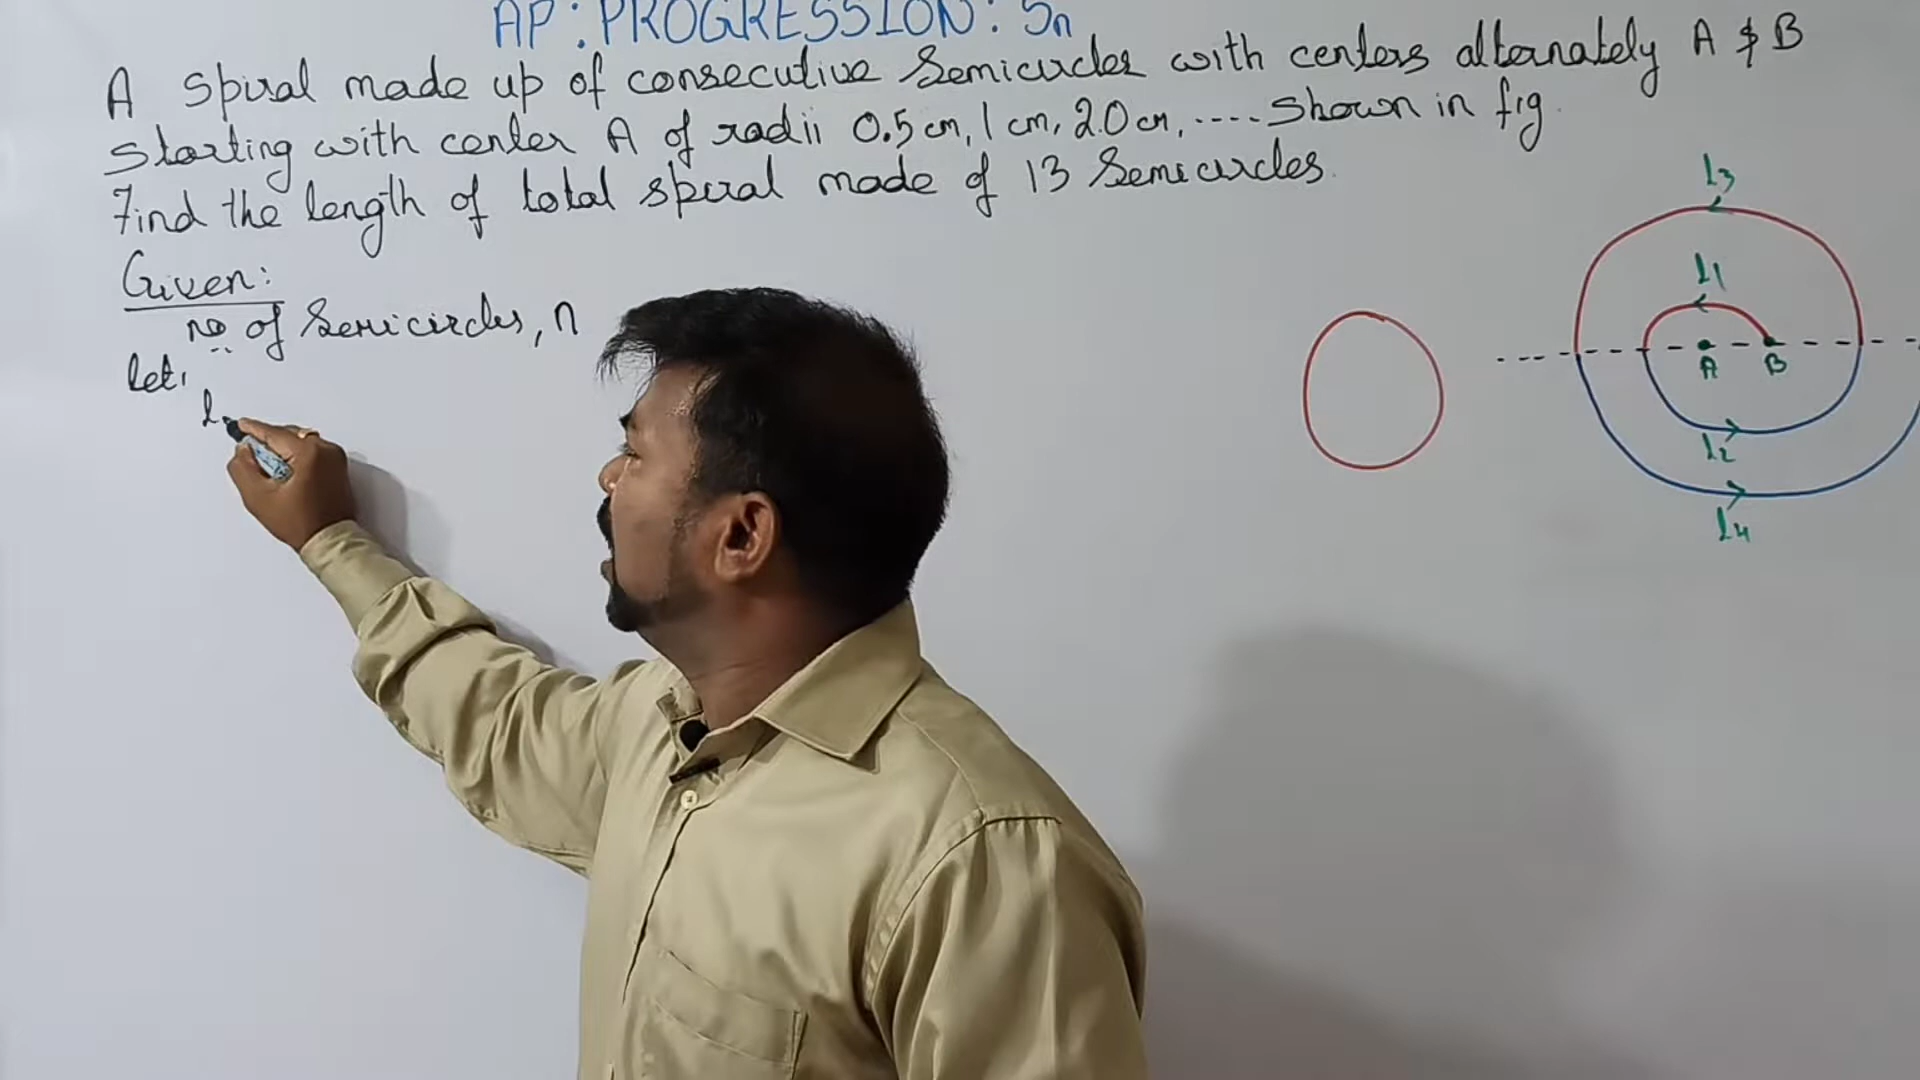 AP: PROGRESSION: Sn
A spiral made up of consecutive semicircles with centers alternately A & B
starting with center A of radii 0.5 cm, 1 cm, 2.0 cm, .... shown in fig.
Find the length of total spiral made of 13 semicircles.
Given:
no of semicircles, n
let,
l
l3
l1
A B
l2
l4